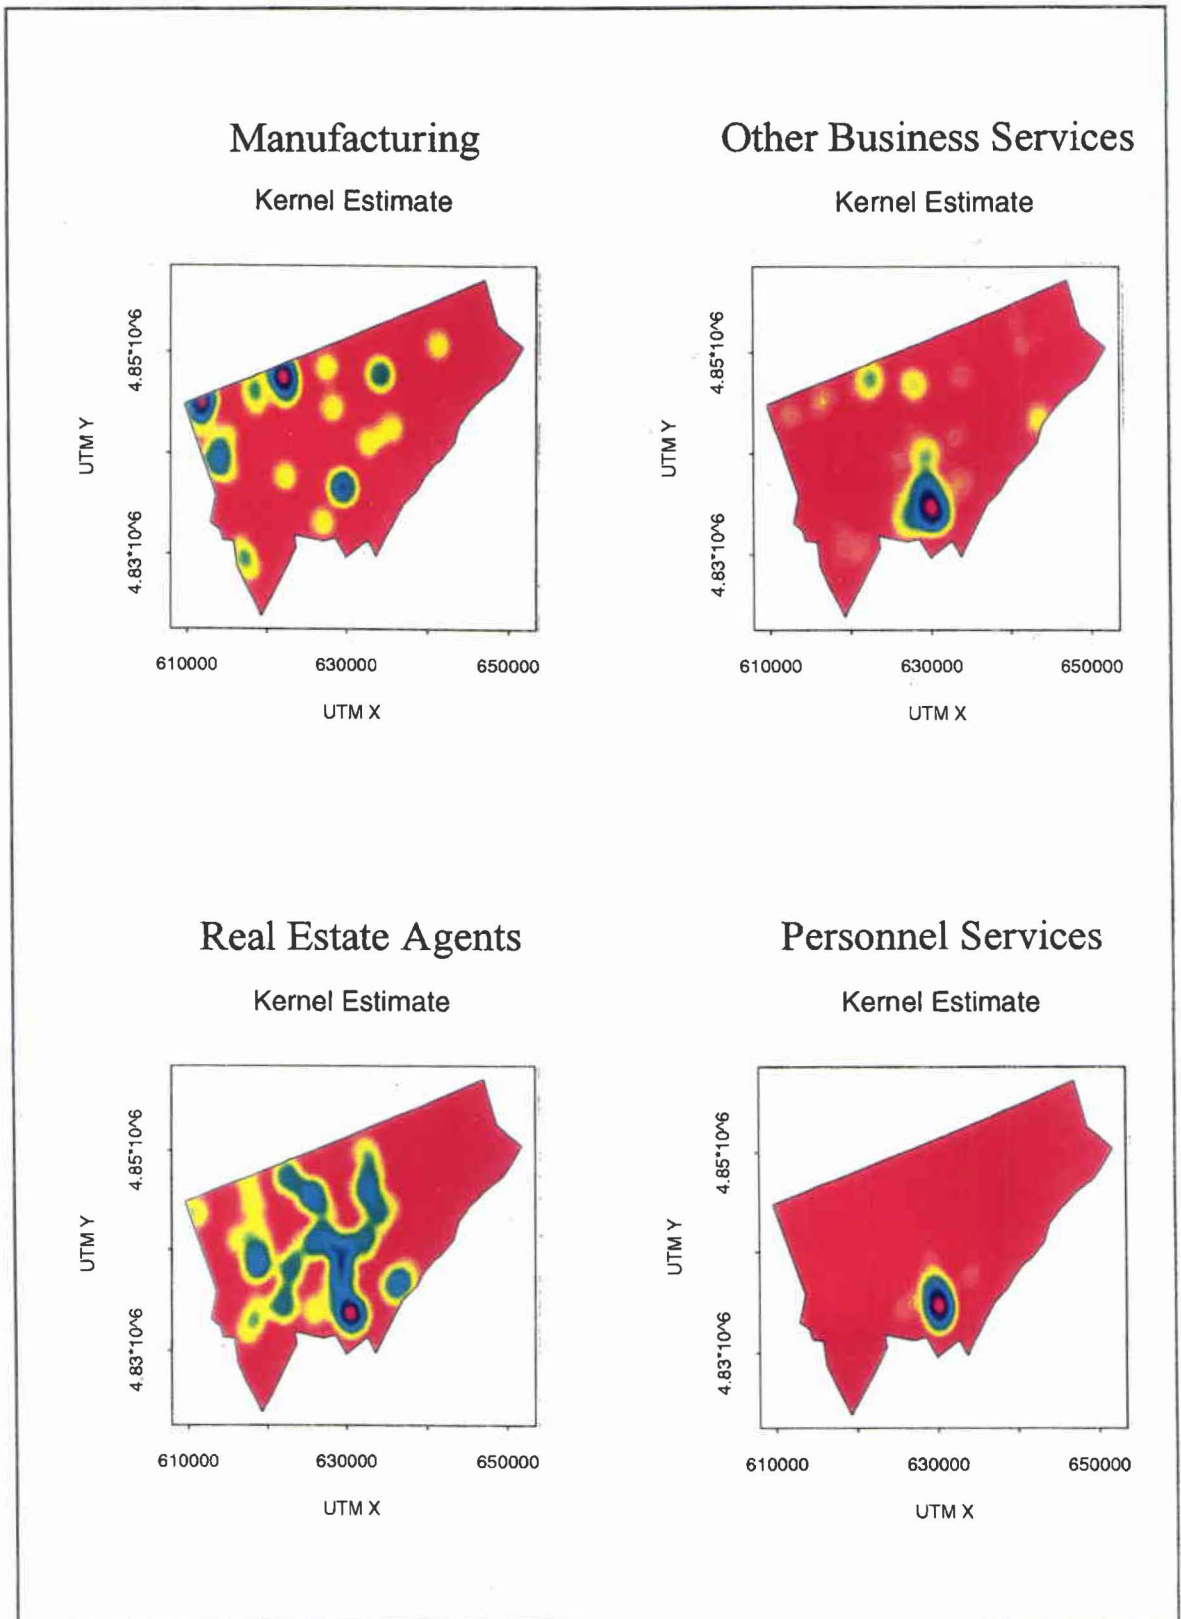 Manufacturing
Kernel Estimate
UTM Y
4.85*10^6
4.83*10^6
610000 630000 650000
UTM X
Other Business Services
Kernel Estimate
UTM Y
4.85*10^6
4.83*10^6
610000 630000 650000
UTM X
Real Estate Agents
Kernel Estimate
UTM Y
4.85*10^6
4.83*10^6
610000 630000 650000
UTM X
Personnel Services
Kernel Estimate
UTM Y
4.85*10^6
4.83*10^6
610000 630000 650000
UTM X